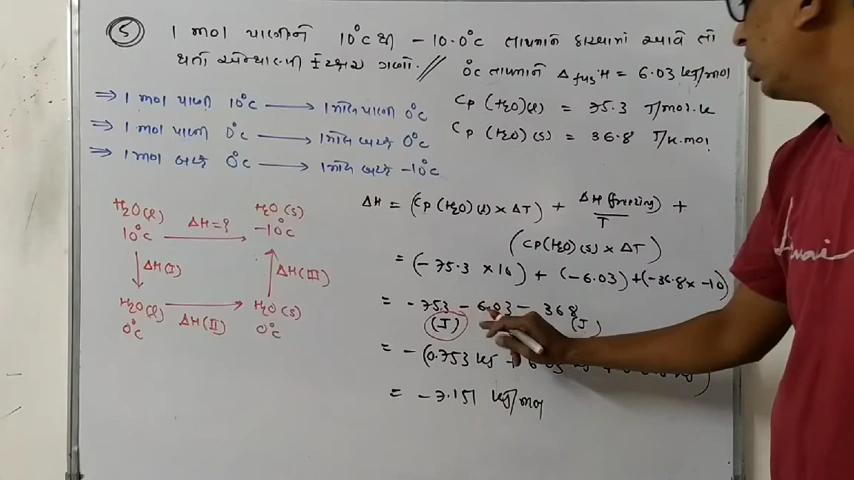 5 1 mol પાણીને 10°C થી -10.0°C તાપમાને ઠારવામાં આવે તો
થતા એન્થાલ્પી ફેરફાર ગણો. 0°C તાપમાને Δfus H = 6.03 kJ/mol
Cp (H₂O)(l) = 75.3 J/mol.k
Cp (H₂O)(s) = 36.8 J/k.mol
⇒ 1 mol પાણી 10°C → 1 મોલ પાણી 0°C
⇒ 1 mol પાણી 0°C → 1 મોલ બરફ 0°C
⇒ 1 mol બરફ 0°C → 1 મોલ બરફ -10°C
H₂O(l) 10°C ΔH=? H₂O(s) -10°C
ΔH(I) ΔH(III)
H₂O(l) 0°C ΔH(II) H₂O(s) 0°C
ΔH = (Cp(H₂O)(l) × ΔT) + ΔH(freezing)/T +
(Cp(H₂O)(s) × ΔT)
= (-75.3 × 10) + (-6.03) + (-36.8 × -10)
= -753 - 6.03 - 368
(J) (J)
= -(0.753 kJ +
= -7.151 kJ/mol